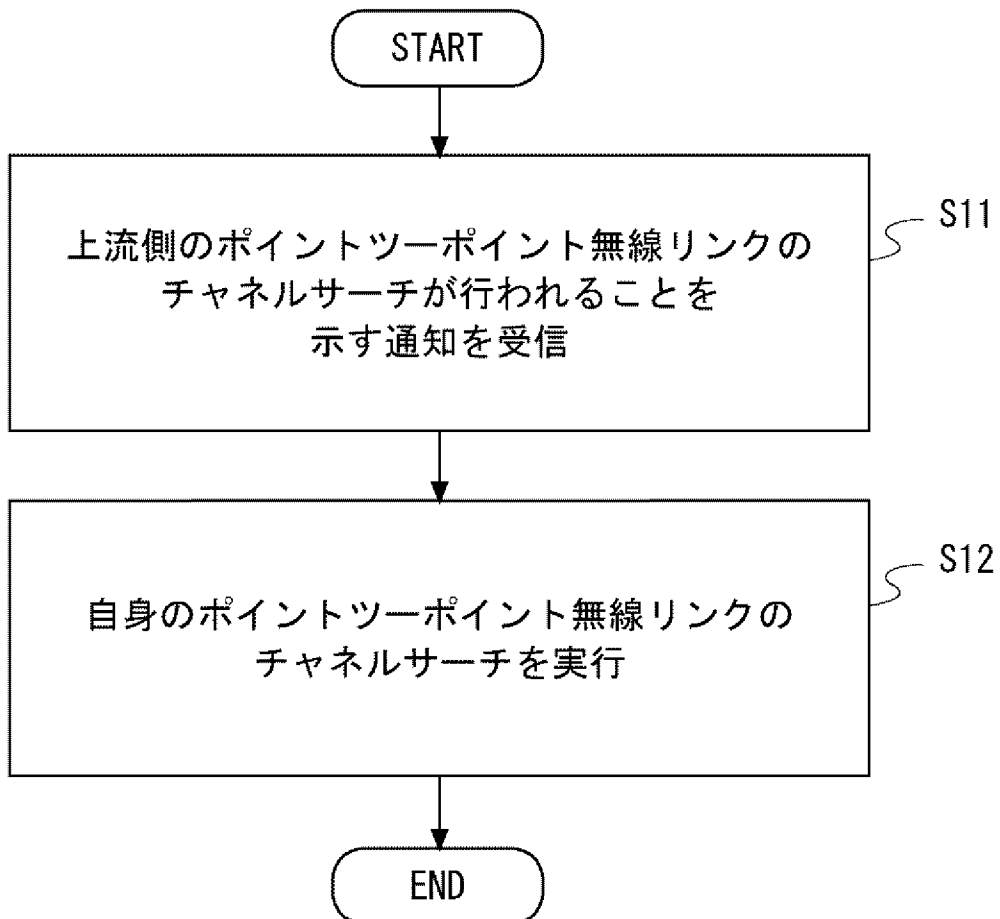 START
上流側のポイントツーポイント無線リンクの
チャネルサーチが行われることを
示す通知を受信
S11
自身のポイントツーポイント無線リンクの
チャネルサーチを実行
S12
END